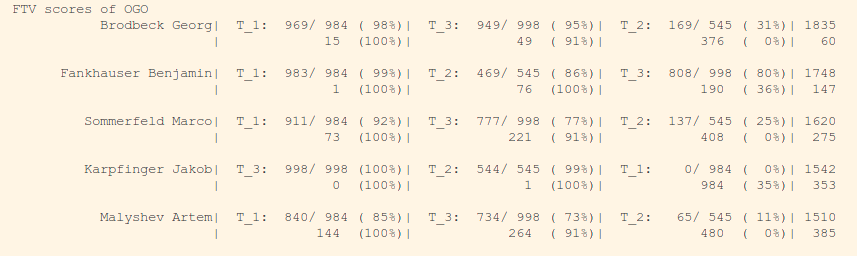 FTV scores of OGO
Brodbeck Georg| T_1: 969/ 984 ( 98%)| T_3: 949/ 998 ( 95%)| T_2: 169/ 545 ( 31%)| 1835
| 15 (100%)| 49 ( 91%)| 376 ( 0%)| 60
Fankhauser Benjamin| T_1: 983/ 984 ( 99%)| T_2: 469/ 545 ( 86%)| T_3: 808/ 998 ( 80%)| 1748
| 1 (100%)| 76 (100%)| 190 ( 36%)| 147
Sommerfeld Marco| T_1: 911/ 984 ( 92%)| T_3: 777/ 998 ( 77%)| T_2: 137/ 545 ( 25%)| 1620
| 73 (100%)| 221 ( 91%)| 408 ( 0%)| 275
Karpfinger Jakob| T_3: 998/ 998 (100%)| T_2: 544/ 545 ( 99%)| T_1: 0/ 984 ( 0%)| 1542
| 0 (100%)| 1 (100%)| 984 ( 35%)| 353
Malyshev Artem| T_1: 840/ 984 ( 85%)| T_3: 734/ 998 ( 73%)| T_2: 65/ 545 ( 11%)| 1510
| 144 (100%)| 264 ( 91%)| 480 ( 0%)| 385